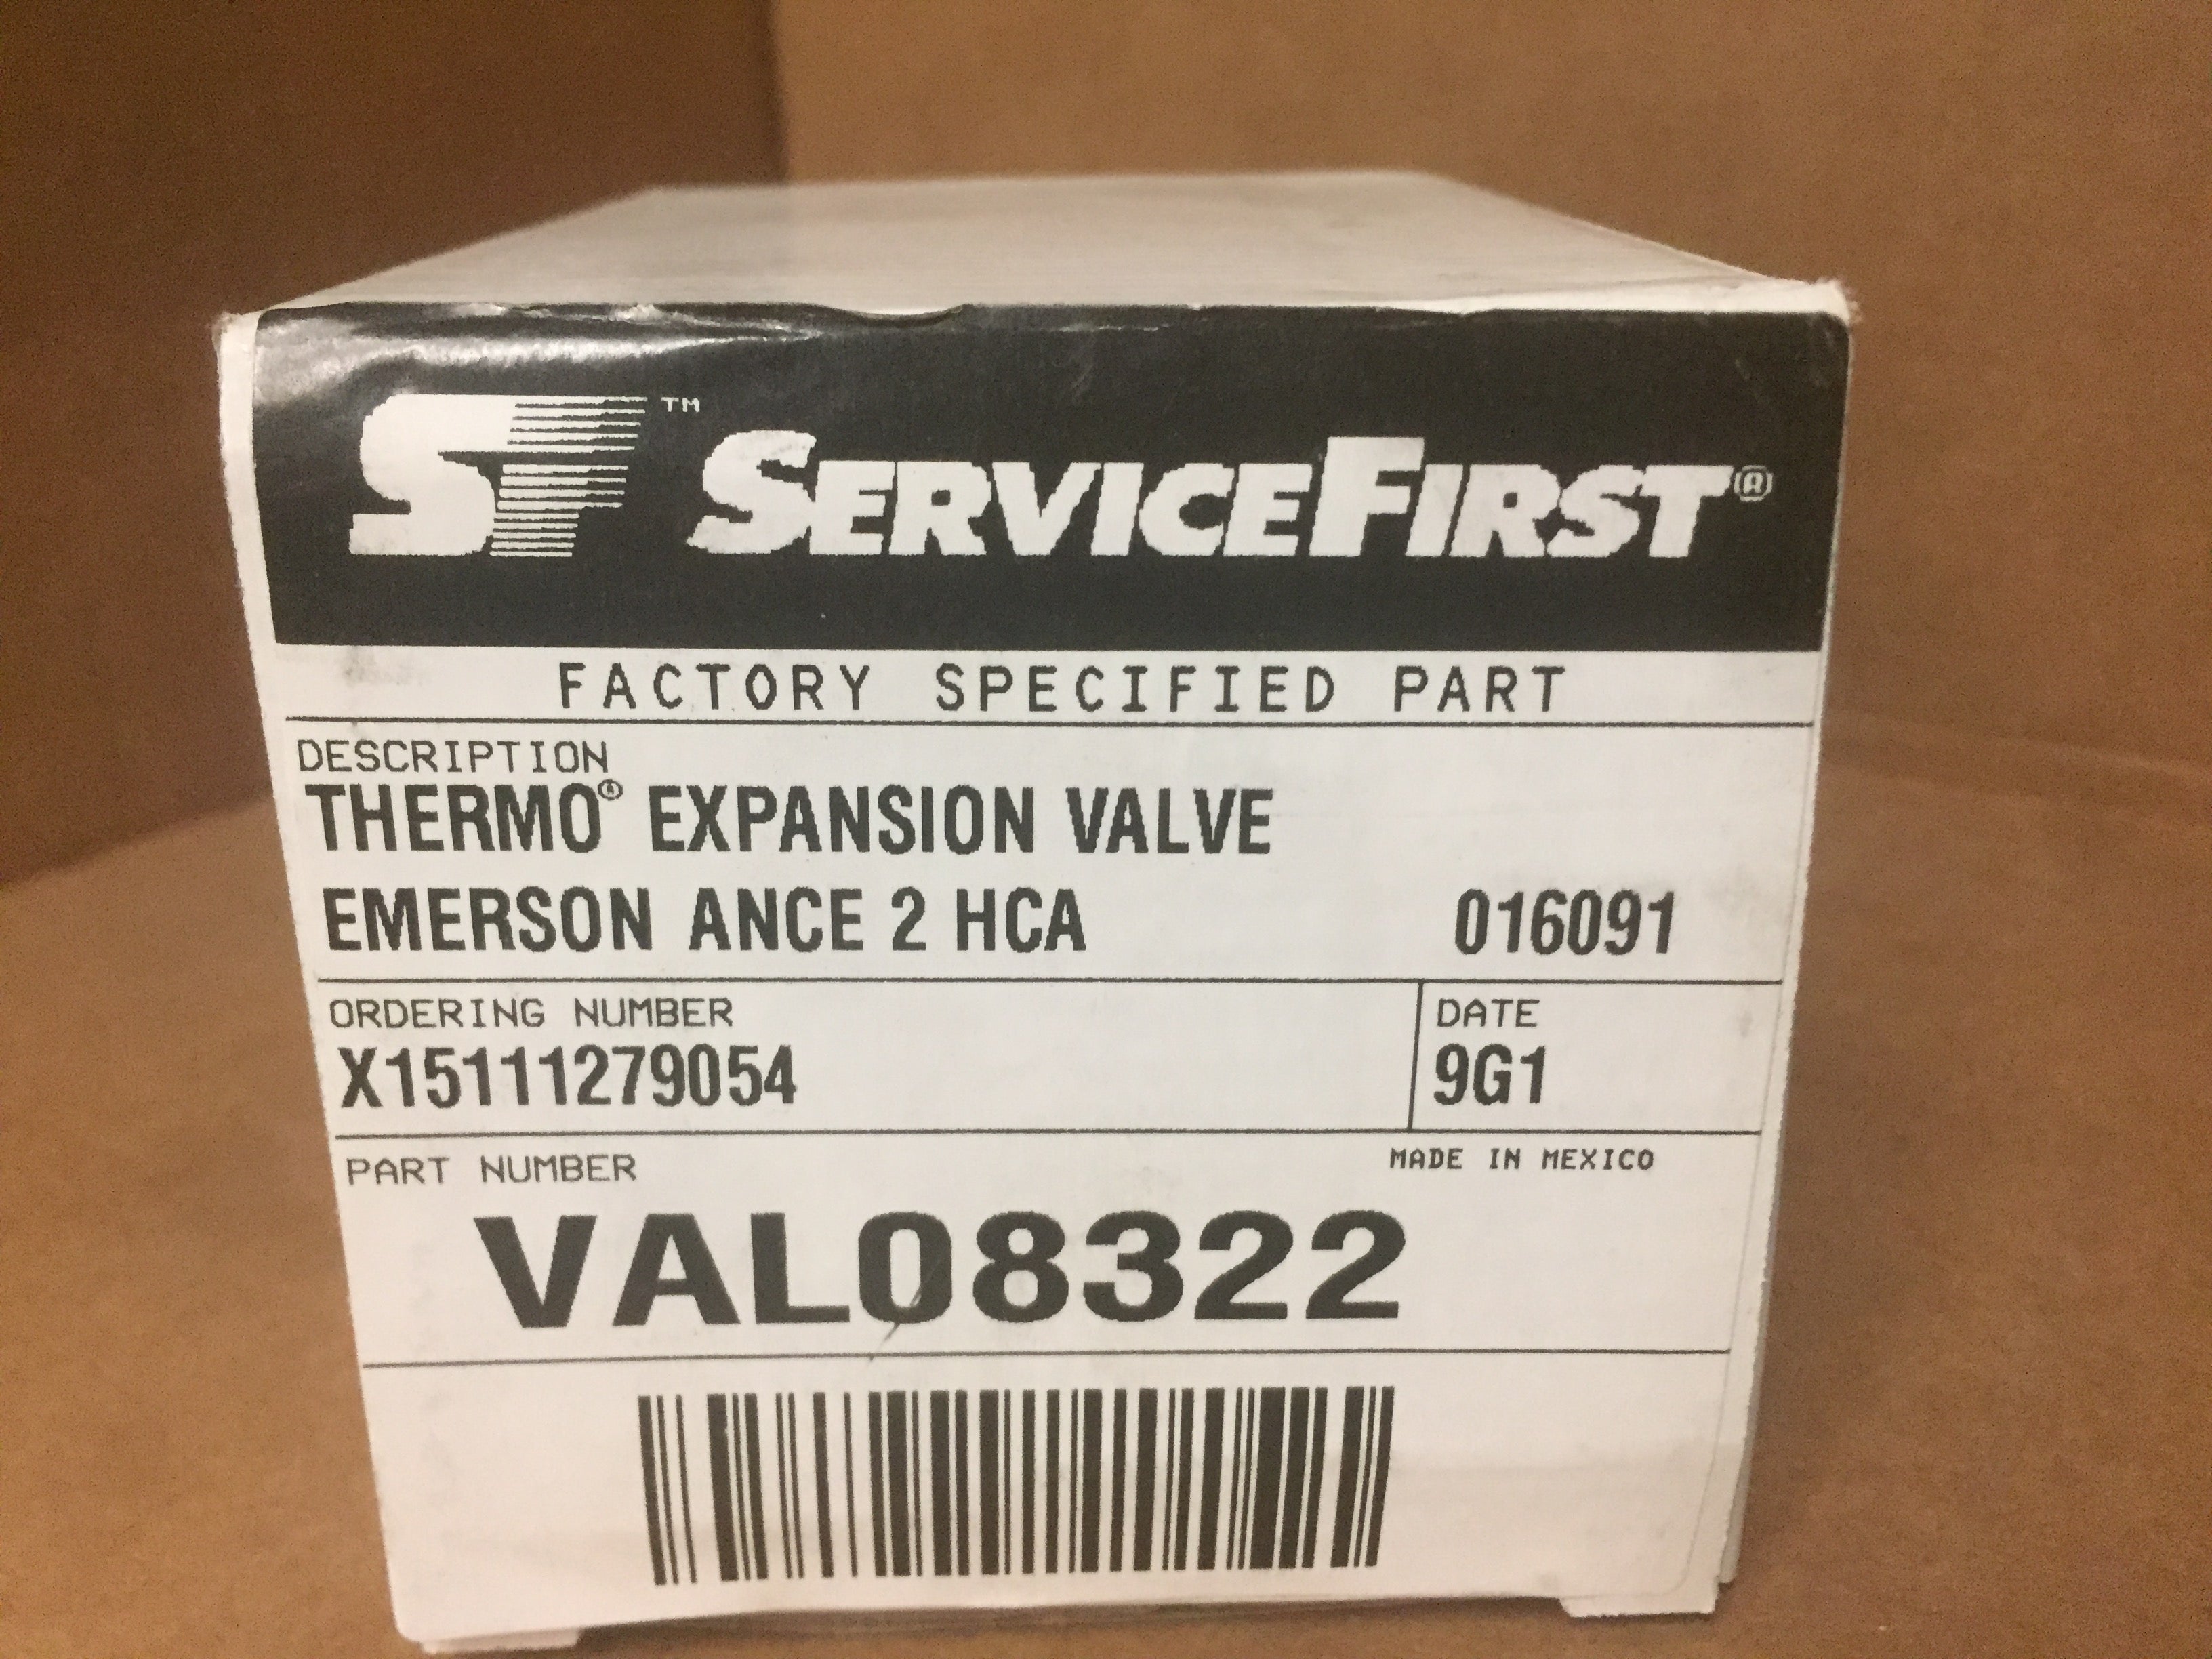 SF™ SERVICEFIRST®
FACTORY SPECIFIED PART
DESCRIPTION
THERMO® EXPANSION VALVE
EMERSON ANCE 2 HCA 016091
ORDERING NUMBER
X15111279054
DATE
9G1
PART NUMBER
MADE IN MEXICO
VAL08322